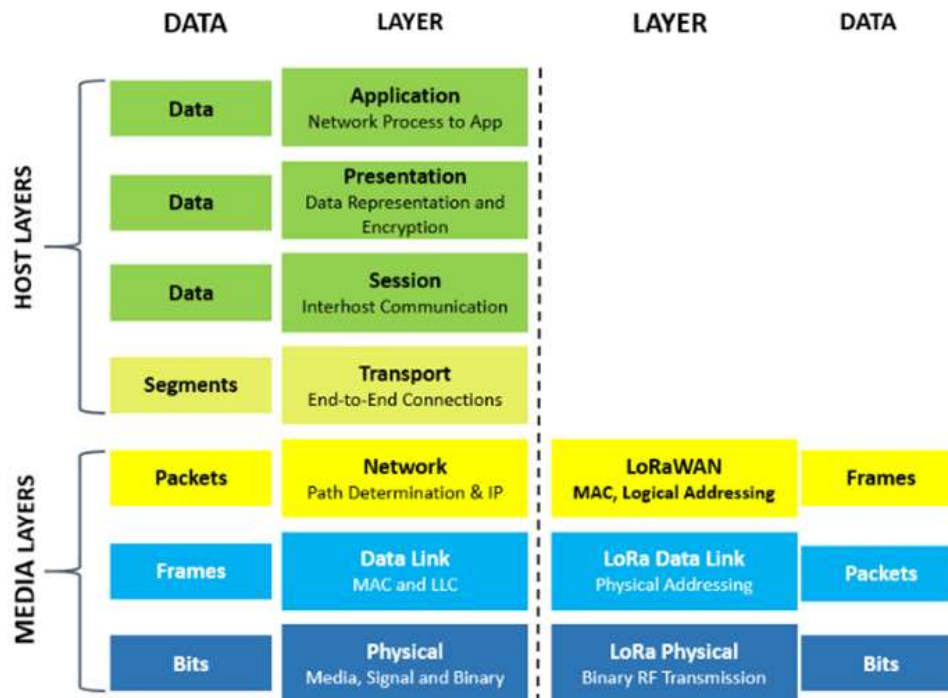 DATA LAYER LAYER DATA
HOST LAYERS
Data
Application
Network Process to App
Data
Presentation
Data Representation and
Encryption
Data
Session
Interhost Communication
Segments
Transport
End-to-End Connections
MEDIA LAYERS
Packets
Network
Path Determination & IP
LoRaWAN
MAC, Logical Addressing
Frames
Frames
Data Link
MAC and LLC
LoRa Data Link
Physical Addressing
Packets
Bits
Physical
Media, Signal and Binary
LoRa Physical
Binary RF Transmission
Bits